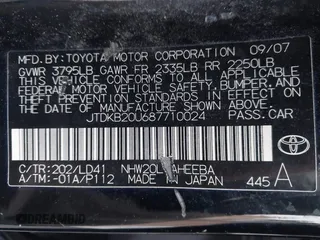 MFD.BY:TOYOTA MOTOR CORPORATION 09/07
GVWR 3795LB GAWR FR 2335LB RR 2250LB
THIS VEHICLE CONFORMS TO ALL APPLICABLE
FEDERAL MOTOR VEHICLE SAFETY, BUMPER, AND
THEFT PREVENTION STANDARDS IN EFFECT ON THE
DATE OF MANUFACTURE SHOWN ABOVE.
JTDKB20U687710024 PASS.CAR
TOYOTA
C/TR:202/LD41 NHW20L-AHEEBA
A/TM:-01A/P112 MADE IN JAPAN 445 A
EPICBID